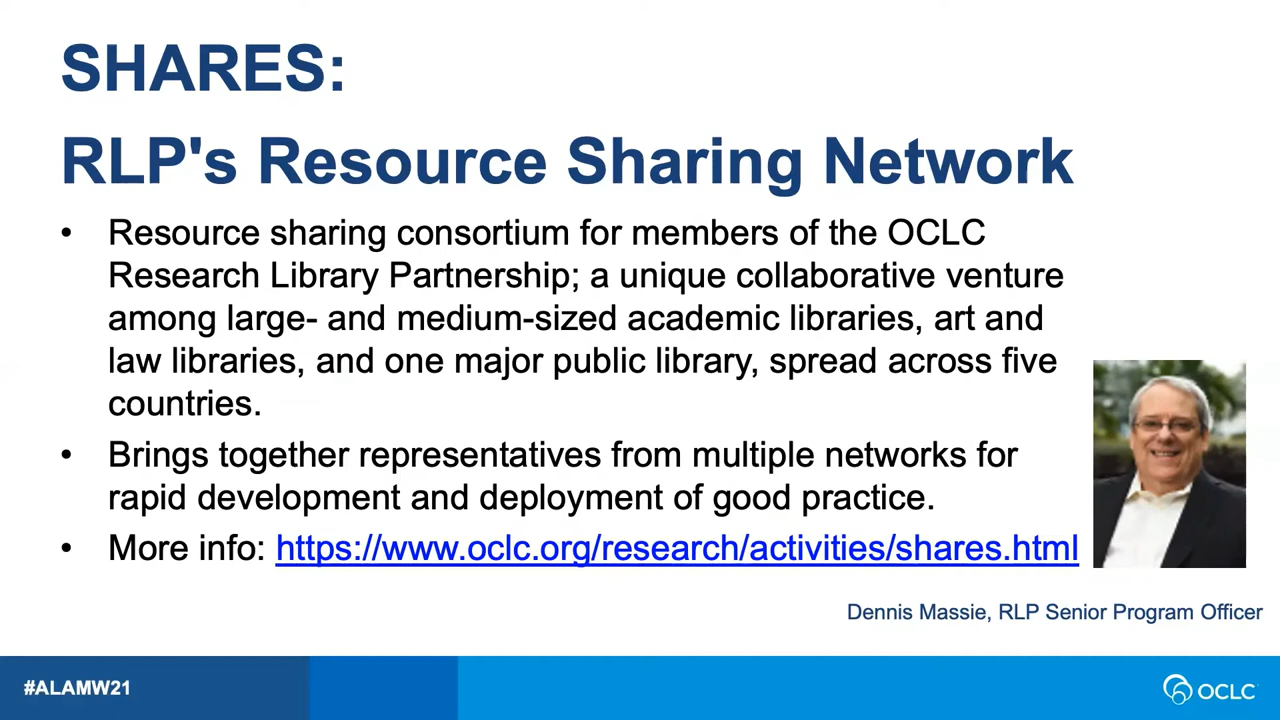 SHARES:
RLP's Resource Sharing Network
• Resource sharing consortium for members of the OCLC
Research Library Partnership; a unique collaborative venture
among large- and medium-sized academic libraries, art and
law libraries, and one major public library, spread across five
countries.
• Brings together representatives from multiple networks for
rapid development and deployment of good practice.
• More info: https://www.oclc.org/research/activities/shares.html
Dennis Massie, RLP Senior Program Officer
#ALAMW21
OCLC